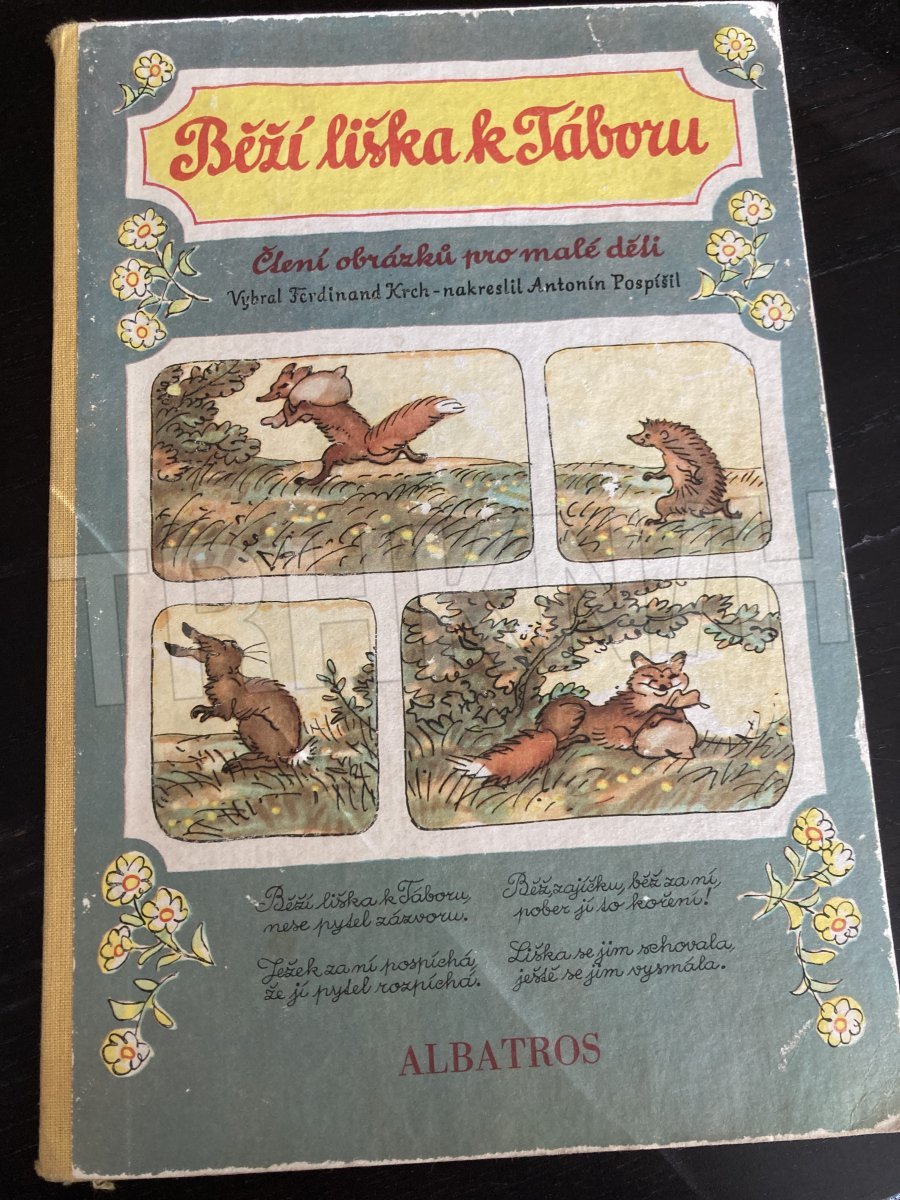 Běží liška k Táboru
Čtení obrázků pro malé děti
Vybral Ferdinand Krch - nakreslil Antonín Pospíšil
Běží liška k Táboru,
nese pytel zázvoru.
Ježek za ní pospíchá,
že jí pytel rozpíchá.
Běž, zajíčku, běž za ní,
pober jí to koření!
Liška se jim schovala,
ještě se jim vysmála.
ALBATROS